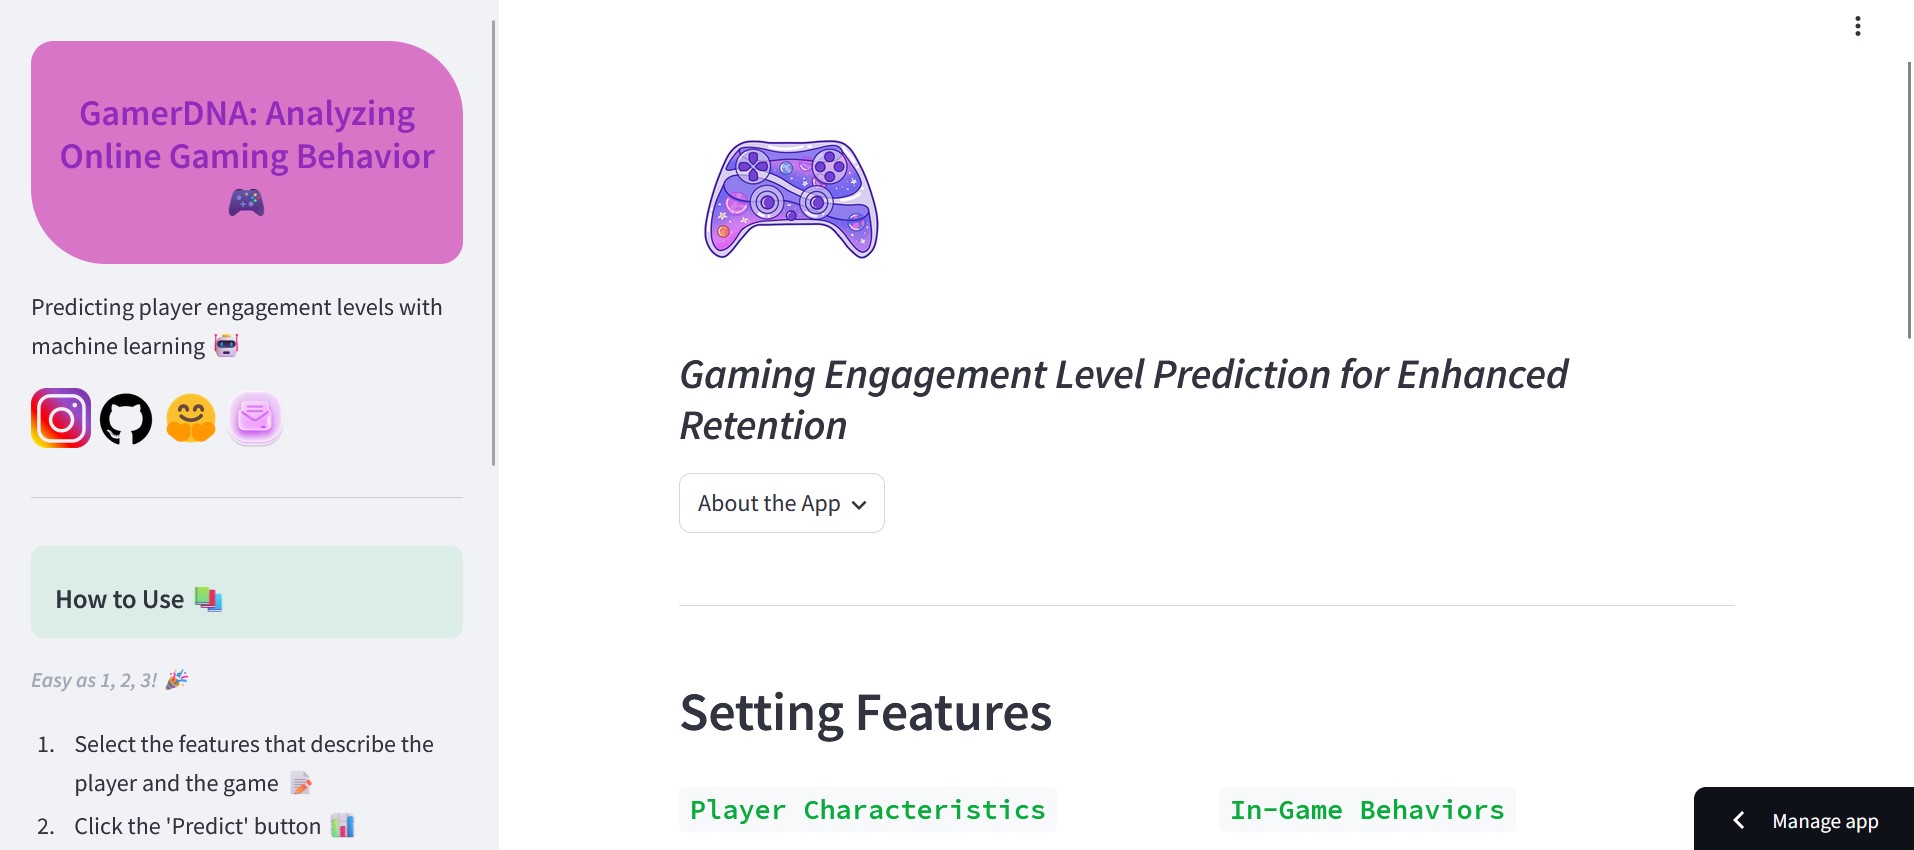 GamerDNA: Analyzing
Online Gaming Behavior
Predicting player engagement levels with
machine learning
How to Use
Easy as 1, 2, 3!
1. Select the features that describe the
player and the game
2. Click the 'Predict' button
Gaming Engagement Level Prediction for Enhanced
Retention
About the App
Setting Features
Player Characteristics
In-Game Behaviors
Manage app